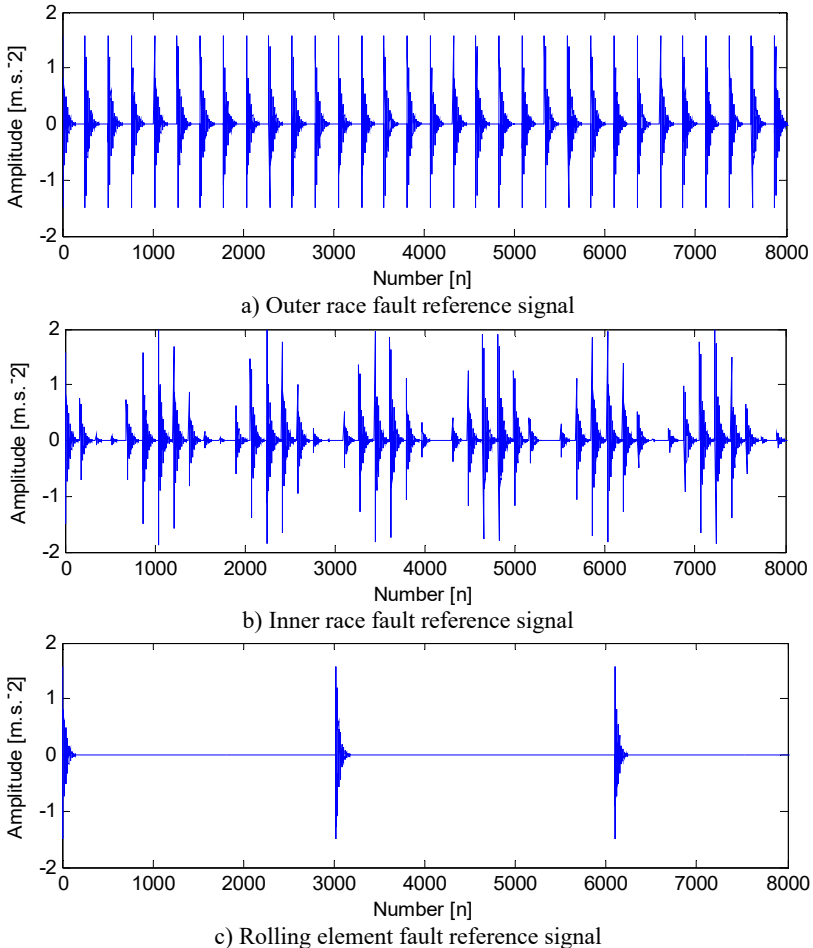 2
1
0
-1
-2
Amplitude [m.s.-2]
0 1000 2000 3000 4000 5000 6000 7000 8000
Number [n]
a) Outer race fault reference signal
2
1
0
-1
-2
Amplitude [m.s.-2]
0 1000 2000 3000 4000 5000 6000 7000 8000
Number [n]
b) Inner race fault reference signal
2
1
0
-1
-2
Amplitude [m.s.-2]
0 1000 2000 3000 4000 5000 6000 7000 8000
Number [n]
c) Rolling element fault reference signal